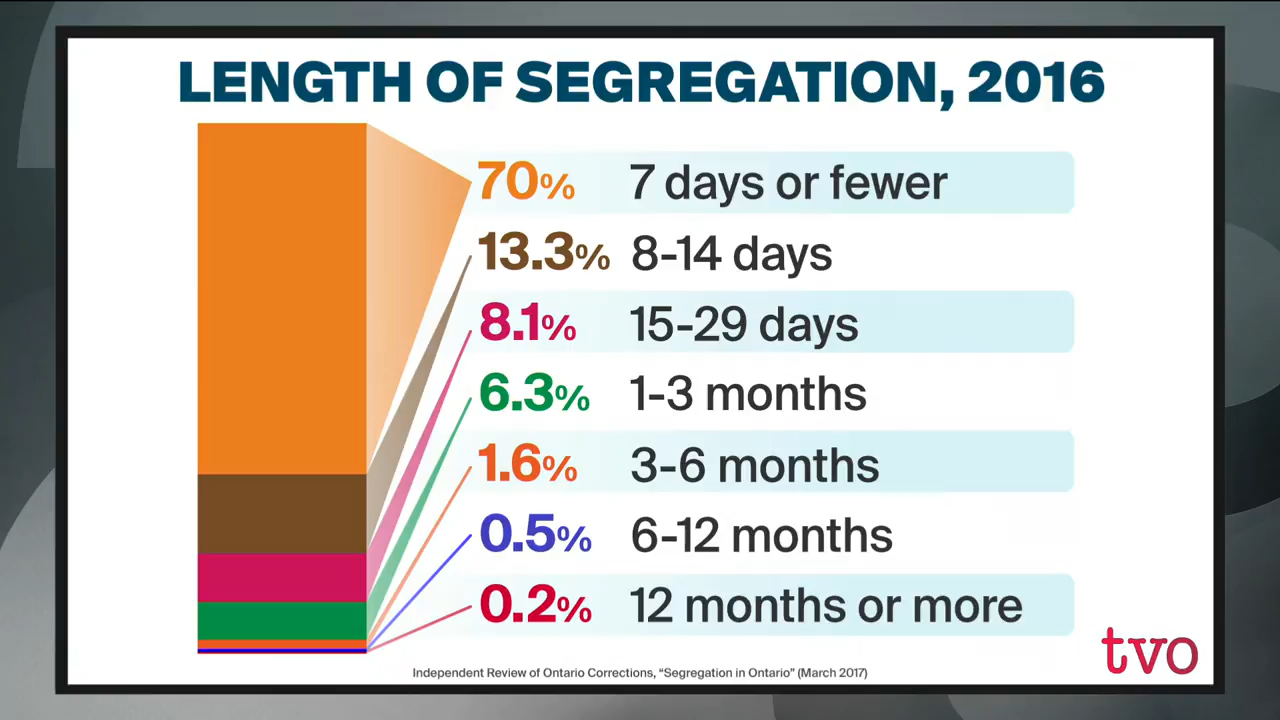 LENGTH OF SEGREGATION, 2016
70% 7 days or fewer
13.3% 8-14 days
8.1% 15-29 days
6.3% 1-3 months
1.6% 3-6 months
0.5% 6-12 months
0.2% 12 months or more
tvo
Independent Review of Ontario Corrections, “Segregation in Ontario” (March 2017)